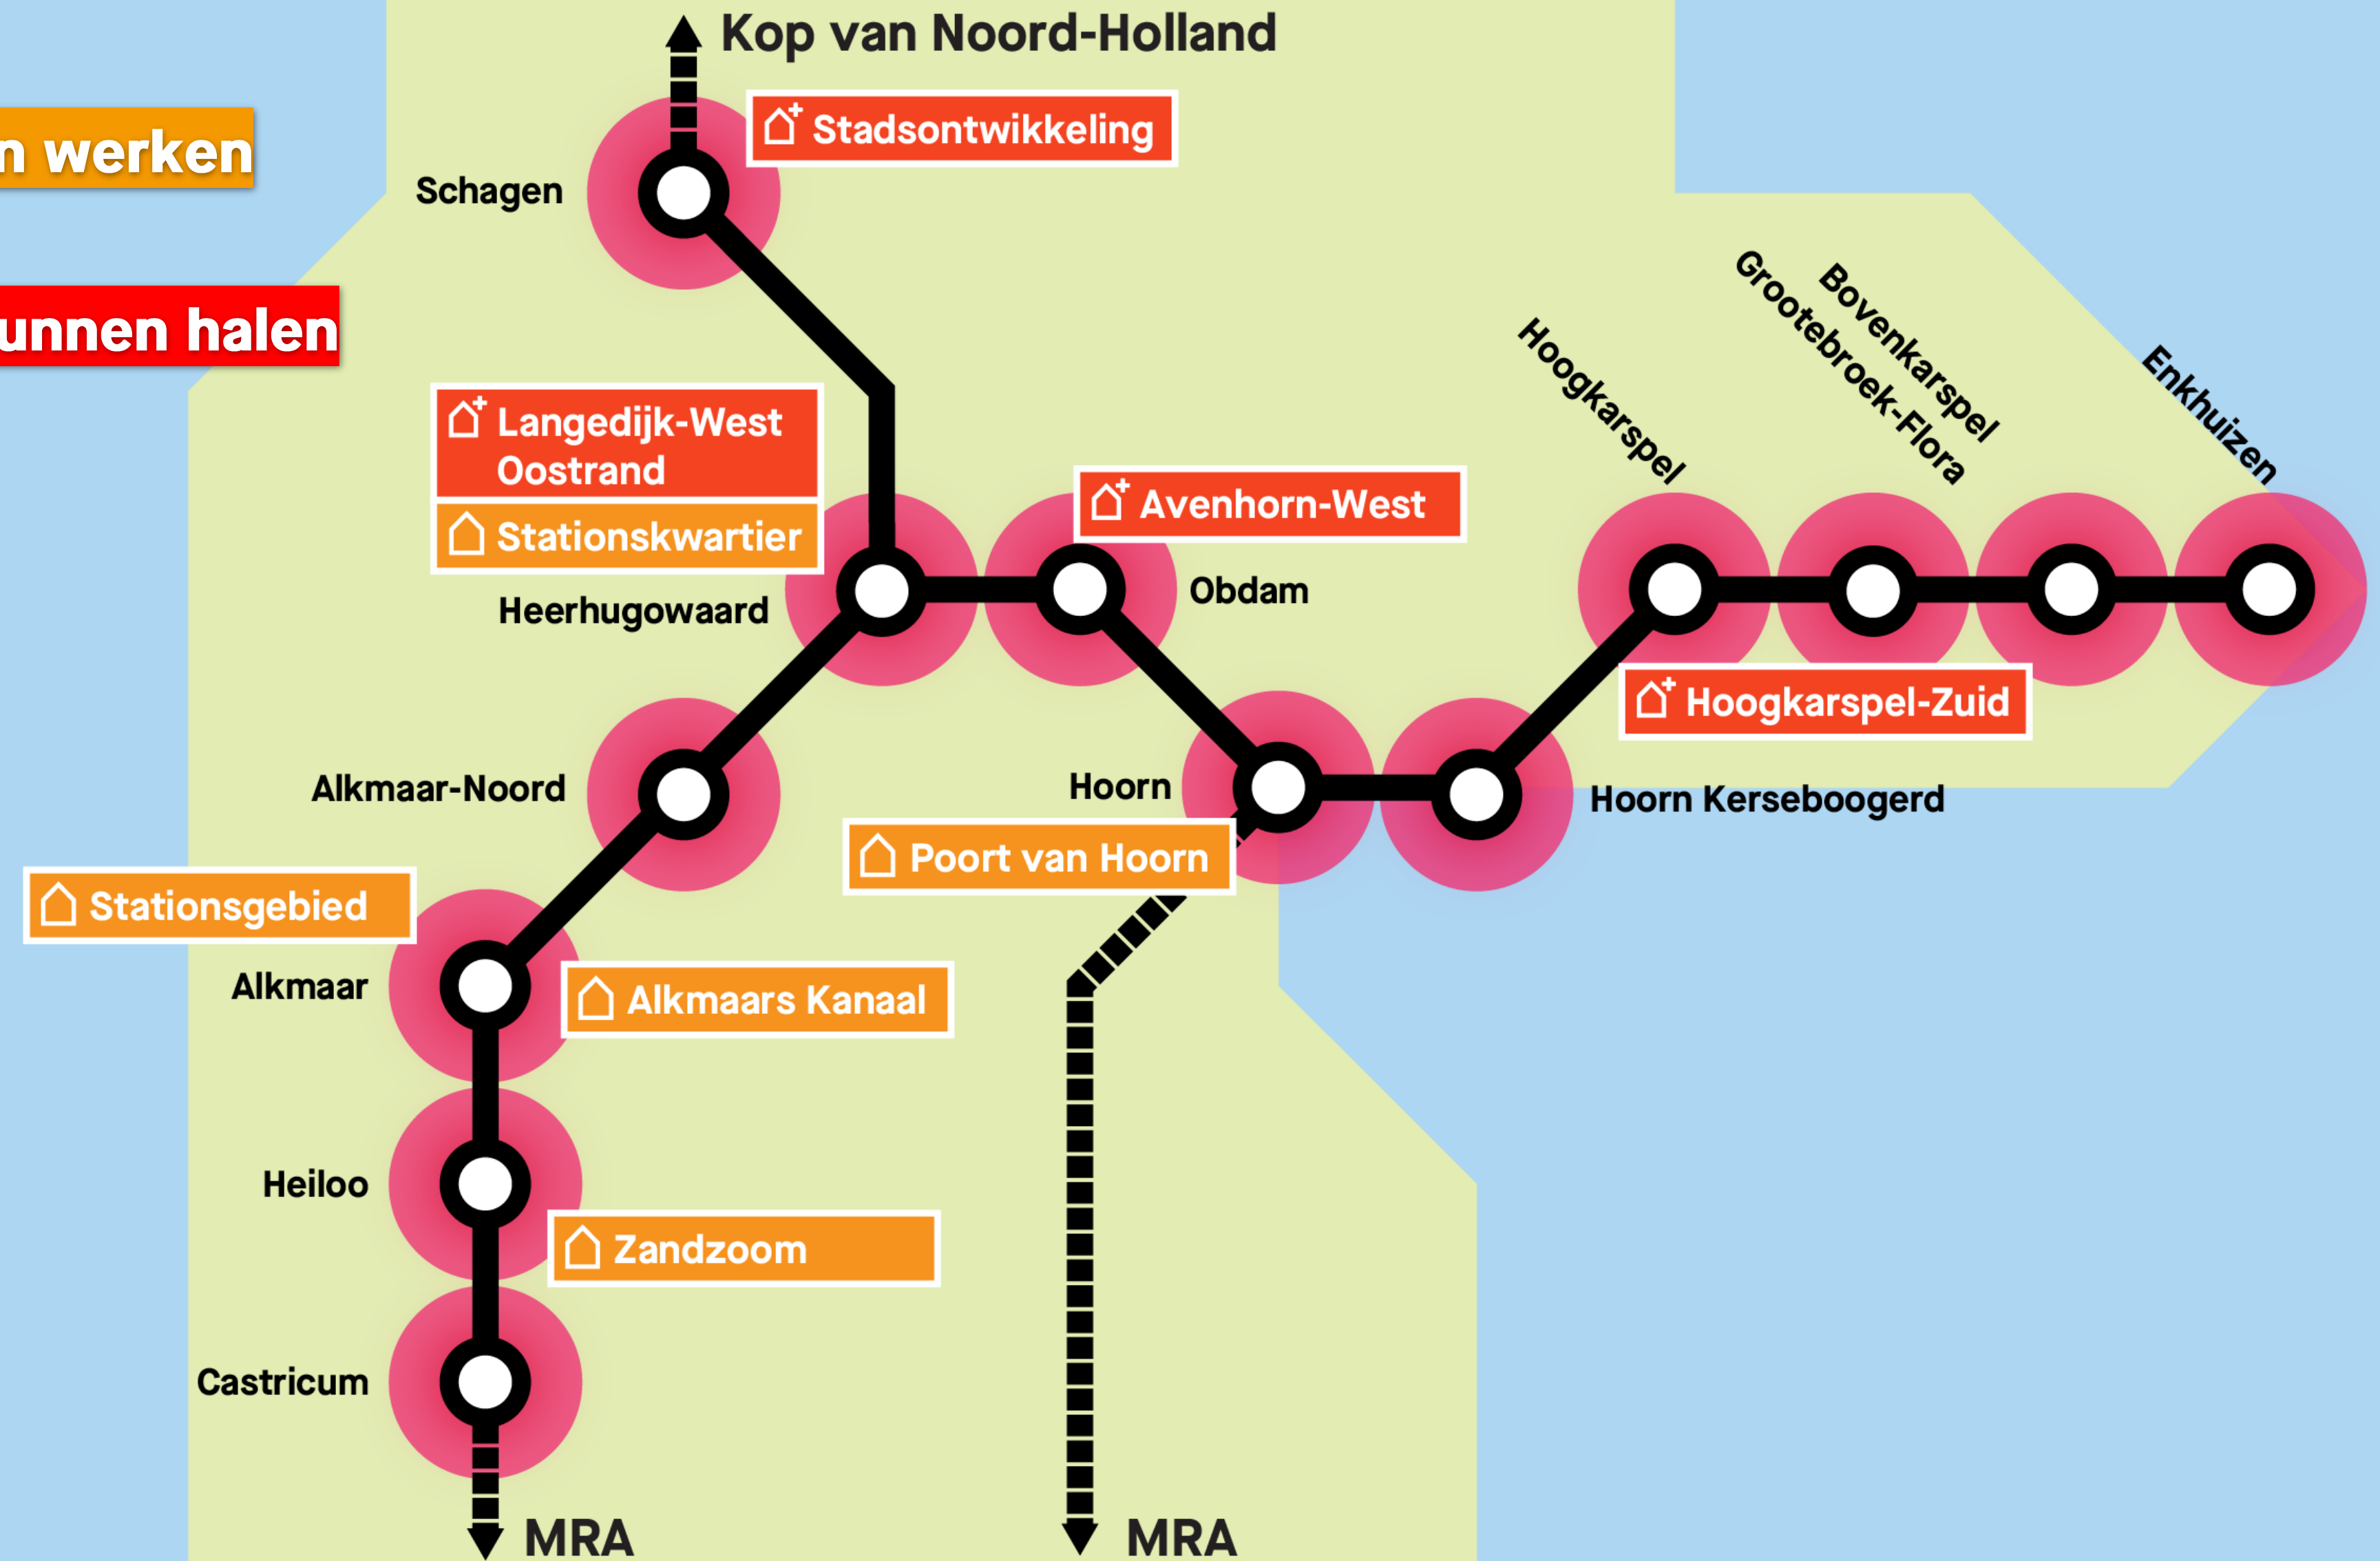 Kop van Noord-Holland
Stadsontwikkeling
n werken
Schagen
unnen halen
Hoogkarspel
Bovenkarspel
Grootebroek-Flora
Enkhuizen
Langedijk-West
Oostrand
Stationskwartier
Avenhorn-West
Heerhugowaard
Obdam
Hoogkarspel-Zuid
Alkmaar-Noord
Hoorn
Hoorn Kerseboogerd
Poort van Hoorn
Stationsgebied
Alkmaar
Alkmaars Kanaal
Heiloo
Zandzoom
Castricum
MRA
MRA